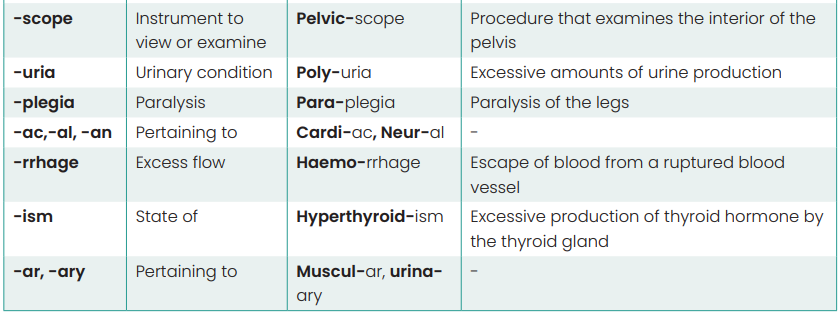 -scope Instrument to view or examine Pelvic-scope Procedure that examines the interior of the pelvis
-uria Urinary condition Poly-uria Excessive amounts of urine production
-plegia Paralysis Para-plegia Paralysis of the legs
-ac,-al, -an Pertaining to Cardi-ac, Neur-al -
-rrhage Excess flow Haemo-rrhage Escape of blood from a ruptured blood vessel
-ism State of Hyperthyroid-ism Excessive production of thyroid hormone by the thyroid gland
-ar, -ary Pertaining to Muscul-ar, urina-ary -